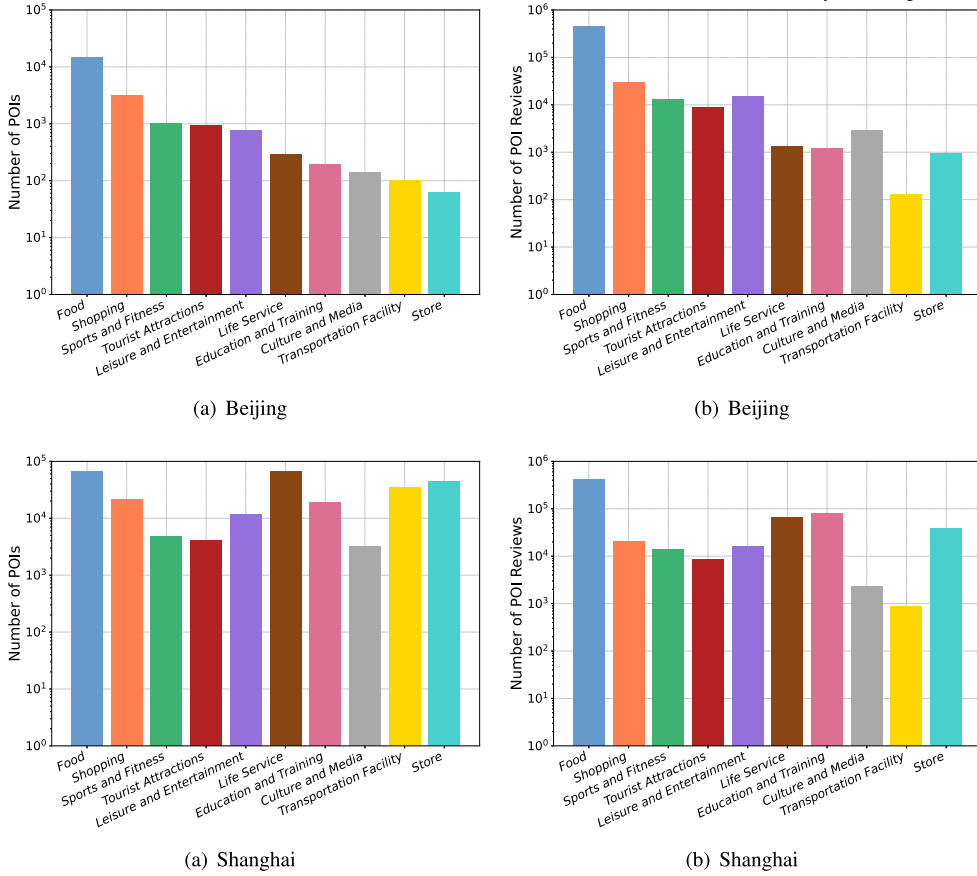 10^5
10^4
10^3
10^2
10^1
10^0
Number of POIs
Food
Shopping
Sports and Fitness
Tourist Attractions
Leisure and Entertainment
Life Service
Education and Training
Culture and Media
Transportation Facility
Store
(a) Beijing
10^6
10^5
10^4
10^3
10^2
10^1
10^0
Number of POI Reviews
Food
Shopping
Sports and Fitness
Tourist Attractions
Leisure and Entertainment
Life Service
Education and Training
Culture and Media
Transportation Facility
Store
(b) Beijing
10^5
10^4
10^3
10^2
10^1
10^0
Number of POIs
Food
Shopping
Sports and Fitness
Tourist Attractions
Leisure and Entertainment
Life Service
Education and Training
Culture and Media
Transportation Facility
Store
(a) Shanghai
10^6
10^5
10^4
10^3
10^2
10^1
10^0
Number of POI Reviews
Food
Shopping
Sports and Fitness
Tourist Attractions
Leisure and Entertainment
Life Service
Education and Training
Culture and Media
Transportation Facility
Store
(b) Shanghai